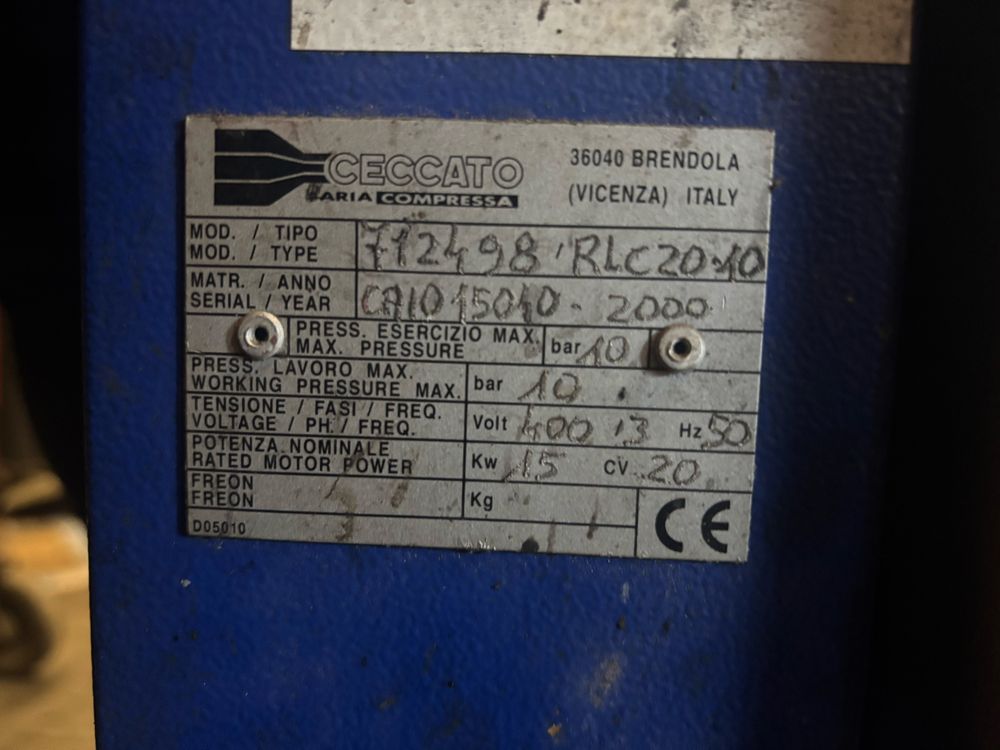 CECCATO
ARIA COMPRESSA
36040 BRENDOLA
(VICENZA) ITALY
MOD. / TIPO
MOD. / TYPE
712498 / RLC20-10
MATR. / ANNO
SERIAL / YEAR
CAI015010 - 2000
PRESS. ESERCIZIO MAX.
MAX. PRESSURE
bar 10
PRESS. LAVORO MAX.
WORKING PRESSURE MAX.
bar 10
TENSIONE / FASI / FREQ.
VOLTAGE / PH. / FREQ.
Volt 400 / 3 Hz 50
POTENZA NOMINALE
RATED MOTOR POWER
Kw 15 CV 20
FREON
FREON
Kg
D05010
CE